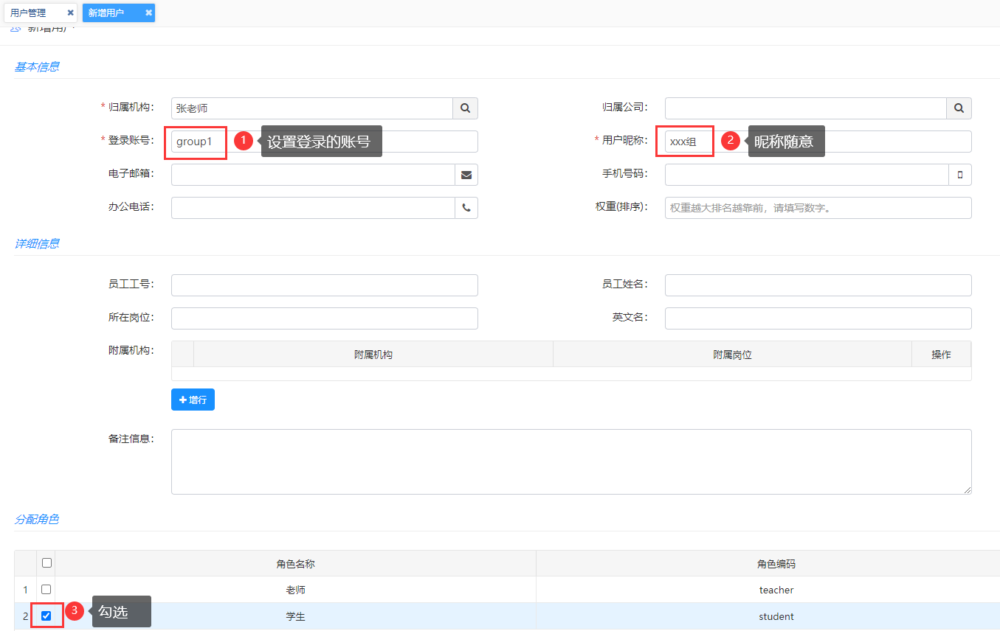 用户管理 ×
新增用户 ×
新增用户
基本信息
* 归属机构： 张老师 归属公司：
* 登录账号： group1 1 设置登录的账号 * 用户昵称： xxx组 2 昵称随意
电子邮箱： 手机号码：
办公电话： 权重(排序)： 权重越大排名越靠前，请填写数字。
详细信息
员工工号： 员工姓名：
所在岗位： 英文名：
附属机构： 附属机构 附属岗位 操作
+ 增行
备注信息：
分配角色
角色名称 角色编码
1 老师 teacher
2 3 勾选 学生 student